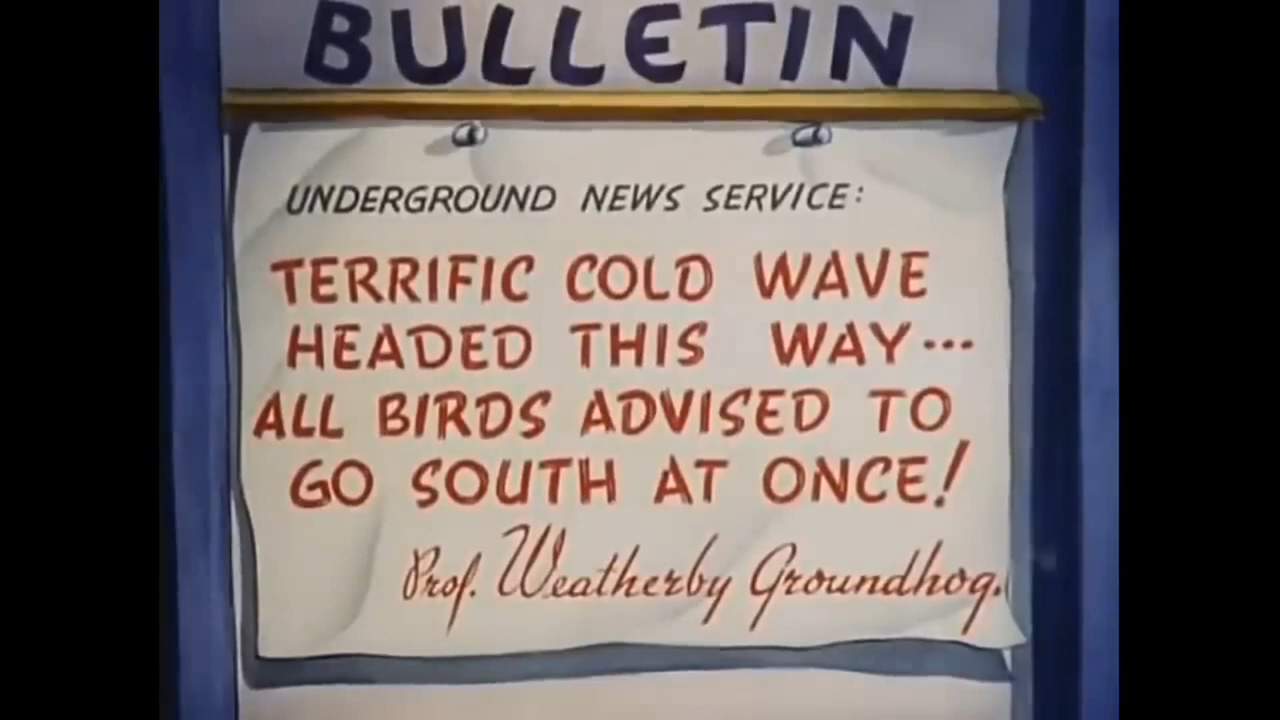 BULLETIN
UNDERGROUND NEWS SERVICE:
TERRIFIC COLD WAVE
HEADED THIS WAY---
ALL BIRDS ADVISED TO
GO SOUTH AT ONCE!
Prof. Weatherby Groundhog.